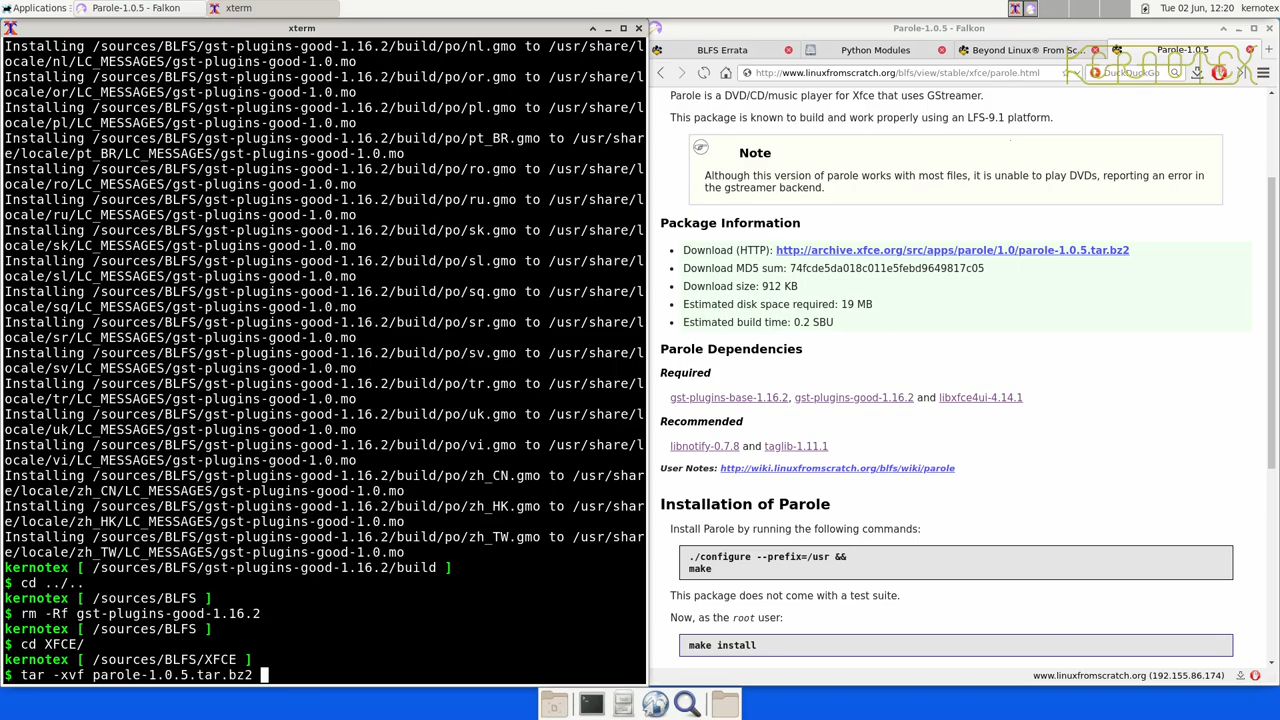 Applications
Parole-1.0.5 - Falkon
xterm
Tue 02 Jun, 12:20
kernotex
xterm
Installing /sources/BLFS/gst-plugins-good-1.16.2/build/po/nl.gmo to /usr/share/l
ocale/nl/LC_MESSAGES/gst-plugins-good-1.0.mo
Installing /sources/BLFS/gst-plugins-good-1.16.2/build/po/or.gmo to /usr/share/l
ocale/or/LC_MESSAGES/gst-plugins-good-1.0.mo
Installing /sources/BLFS/gst-plugins-good-1.16.2/build/po/pl.gmo to /usr/share/l
ocale/pl/LC_MESSAGES/gst-plugins-good-1.0.mo
Installing /sources/BLFS/gst-plugins-good-1.16.2/build/po/pt_BR.gmo to /usr/shar
e/locale/pt_BR/LC_MESSAGES/gst-plugins-good-1.0.mo
Installing /sources/BLFS/gst-plugins-good-1.16.2/build/po/ro.gmo to /usr/share/l
ocale/ro/LC_MESSAGES/gst-plugins-good-1.0.mo
Installing /sources/BLFS/gst-plugins-good-1.16.2/build/po/ru.gmo to /usr/share/l
ocale/ru/LC_MESSAGES/gst-plugins-good-1.0.mo
Installing /sources/BLFS/gst-plugins-good-1.16.2/build/po/sk.gmo to /usr/share/l
ocale/sk/LC_MESSAGES/gst-plugins-good-1.0.mo
Installing /sources/BLFS/gst-plugins-good-1.16.2/build/po/sl.gmo to /usr/share/l
ocale/sl/LC_MESSAGES/gst-plugins-good-1.0.mo
Installing /sources/BLFS/gst-plugins-good-1.16.2/build/po/sq.gmo to /usr/share/l
ocale/sq/LC_MESSAGES/gst-plugins-good-1.0.mo
Installing /sources/BLFS/gst-plugins-good-1.16.2/build/po/sr.gmo to /usr/share/l
ocale/sr/LC_MESSAGES/gst-plugins-good-1.0.mo
Installing /sources/BLFS/gst-plugins-good-1.16.2/build/po/sv.gmo to /usr/share/l
ocale/sv/LC_MESSAGES/gst-plugins-good-1.0.mo
Installing /sources/BLFS/gst-plugins-good-1.16.2/build/po/tr.gmo to /usr/share/l
ocale/tr/LC_MESSAGES/gst-plugins-good-1.0.mo
Installing /sources/BLFS/gst-plugins-good-1.16.2/build/po/uk.gmo to /usr/share/l
ocale/uk/LC_MESSAGES/gst-plugins-good-1.0.mo
Installing /sources/BLFS/gst-plugins-good-1.16.2/build/po/vi.gmo to /usr/share/l
ocale/vi/LC_MESSAGES/gst-plugins-good-1.0.mo
Installing /sources/BLFS/gst-plugins-good-1.16.2/build/po/zh_CN.gmo to /usr/shar
e/locale/zh_CN/LC_MESSAGES/gst-plugins-good-1.0.mo
Installing /sources/BLFS/gst-plugins-good-1.16.2/build/po/zh_HK.gmo to /usr/shar
e/locale/zh_HK/LC_MESSAGES/gst-plugins-good-1.0.mo
Installing /sources/BLFS/gst-plugins-good-1.16.2/build/po/zh_TW.gmo to /usr/shar
e/locale/zh_TW/LC_MESSAGES/gst-plugins-good-1.0.mo
kernotex [ /sources/BLFS/gst-plugins-good-1.16.2/build ]
$ cd ../..
kernotex [ /sources/BLFS ]
$ rm -Rf gst-plugins-good-1.16.2
kernotex [ /sources/BLFS ]
$ cd XFCE/
kernotex [ /sources/BLFS/XFCE ]
$ tar -xvf parole-1.0.5.tar.bz2
Parole-1.0.5 - Falkon
BLFS Errata
Python Modules
Beyond Linux® From Sc...
Parole-1.0.5
http://www.linuxfromscratch.org/blfs/view/stable/xfce/parole.html
DuckDuckGo
KERNOTEX
Parole is a DVD/CD/music player for Xfce that uses GStreamer.
This package is known to build and work properly using an LFS-9.1 platform.
Note
Although this version of parole works with most files, it is unable to play DVDs, reporting an error in
the gstreamer backend.
Package Information
• Download (HTTP): http://archive.xfce.org/src/apps/parole/1.0/parole-1.0.5.tar.bz2
• Download MD5 sum: 74fcde5da018c011e5febd9649817c05
• Download size: 912 KB
• Estimated disk space required: 19 MB
• Estimated build time: 0.2 SBU
Parole Dependencies
Required
gst-plugins-base-1.16.2, gst-plugins-good-1.16.2 and libxfce4ui-4.14.1
Recommended
libnotify-0.7.8 and taglib-1.11.1
User Notes: http://wiki.linuxfromscratch.org/blfs/wiki/parole
Installation of Parole
Install Parole by running the following commands:
./configure --prefix=/usr &&
make
This package does not come with a test suite.
Now, as the root user:
make install
www.linuxfromscratch.org (192.155.86.174)